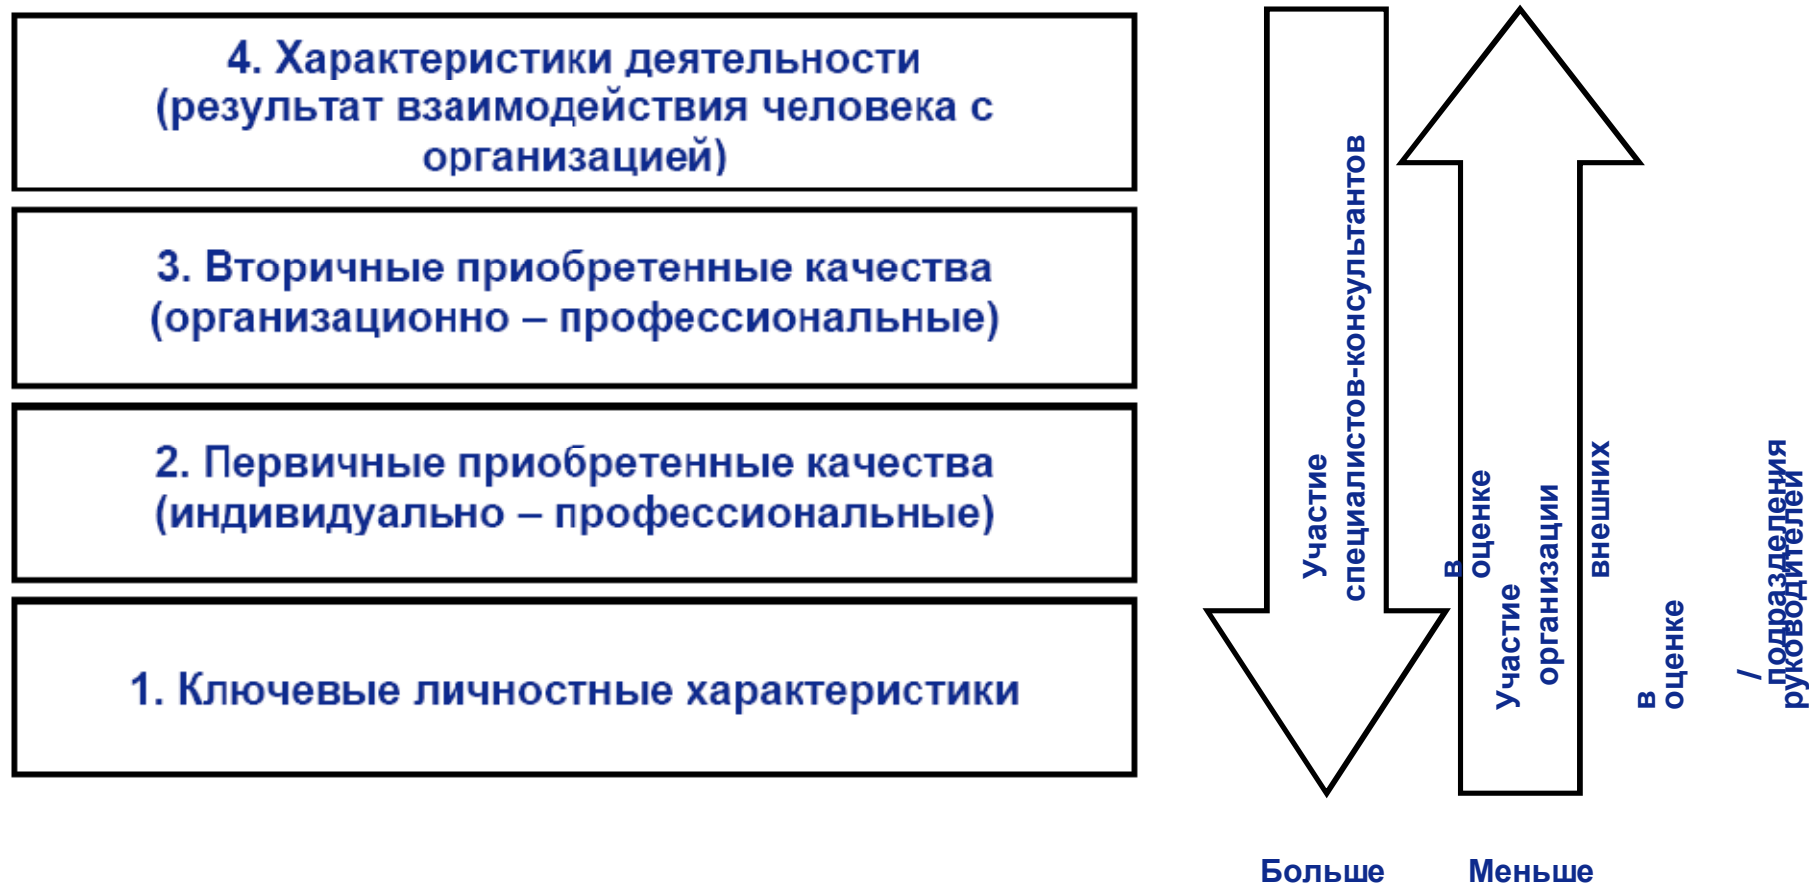 4. Характеристики деятельности
(результат взаимодействия человека с
организацией)
3. Вторичные приобретенные качества
(организационно – профессиональные)
2. Первичные приобретенные качества
(индивидуально – профессиональные)
1. Ключевые личностные характеристики
Участие
в оценке
внешних
специалистов-консультантов
Участие
в оценке
руководителей
организации
/
подразделения
Больше
Меньше